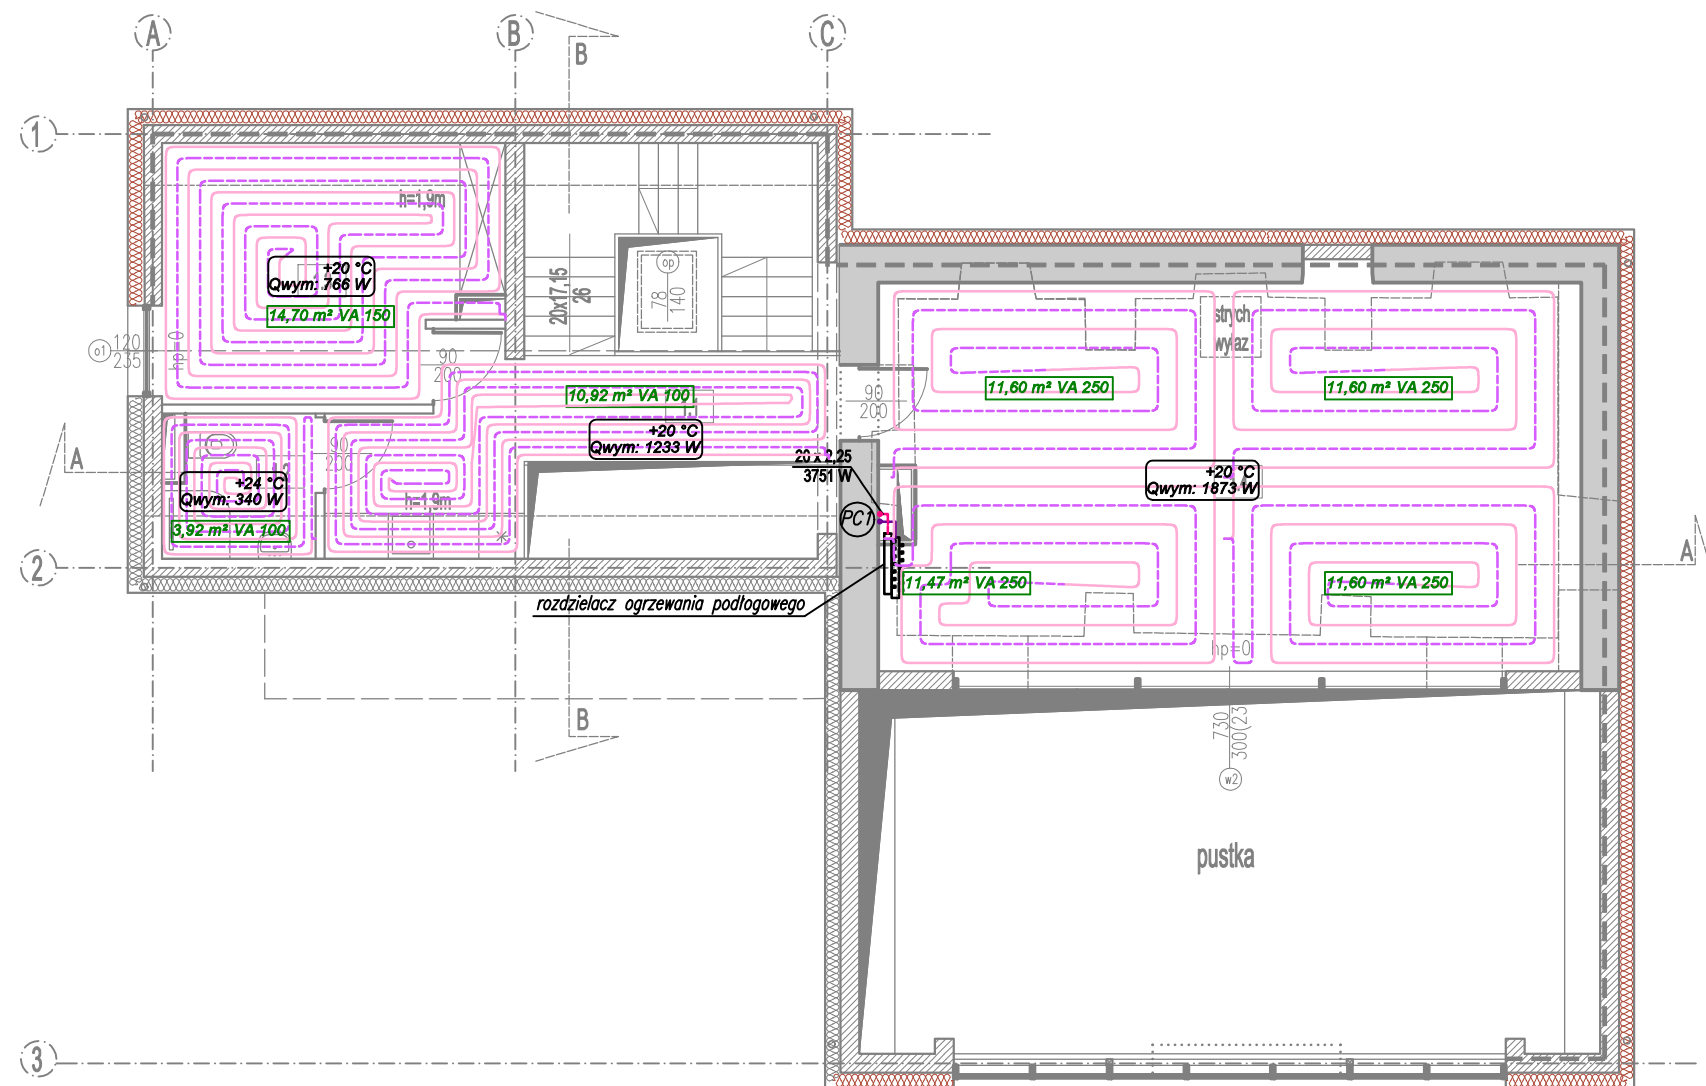 A
B
C
B
1
h=1,9m
+20 °C
Qwym: 766 W
14,70 m² VA 150
20x17,15
26
op
78
140
strych
wyłaz
o1
120
235
hp=0
90
200
10,92 m² VA 100
+20 °C
Qwym: 1233 W
90
200
11,60 m² VA 250
11,60 m² VA 250
A
90
200
+24 °C
Qwym: 340 W
3,92 m² VA 100
h=1,9m
20 x 2,25
3751 W
PC1
+20 °C
Qwym: 1873 W
A
2
rozdzielacz ogrzewania podłogowego
11,47 m² VA 250
11,60 m² VA 250
hp=0
B
730
300(23
w2
pustka
3